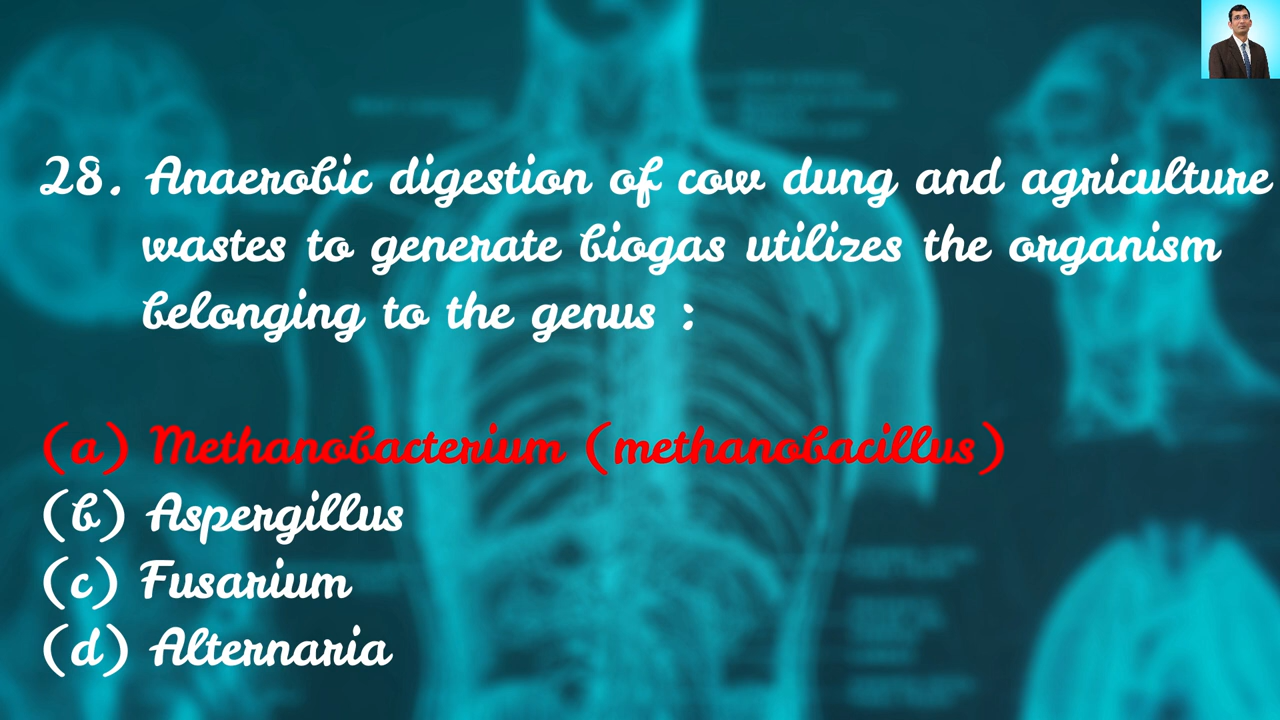 28. Anaerobic digestion of cow dung and agriculture
wastes to generate biogas utilizes the organism
belonging to the genus :
(a) Methanobacterium (methanobacillus)
(b) Aspergillus
(c) Fusarium
(d) Alternaria